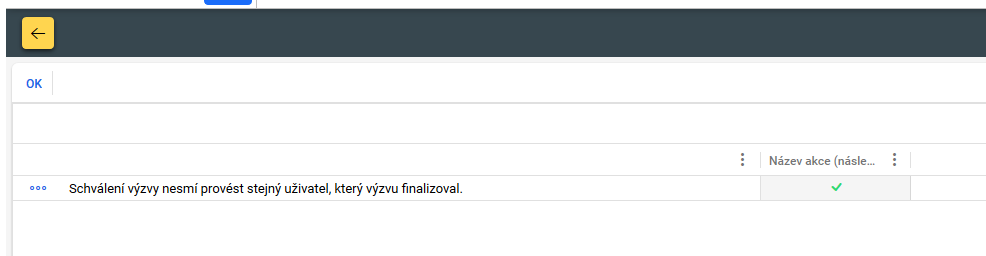 OK
Název akce (násle...
Schválení výzvy nesmí provést stejný uživatel, který výzvu finalizoval.